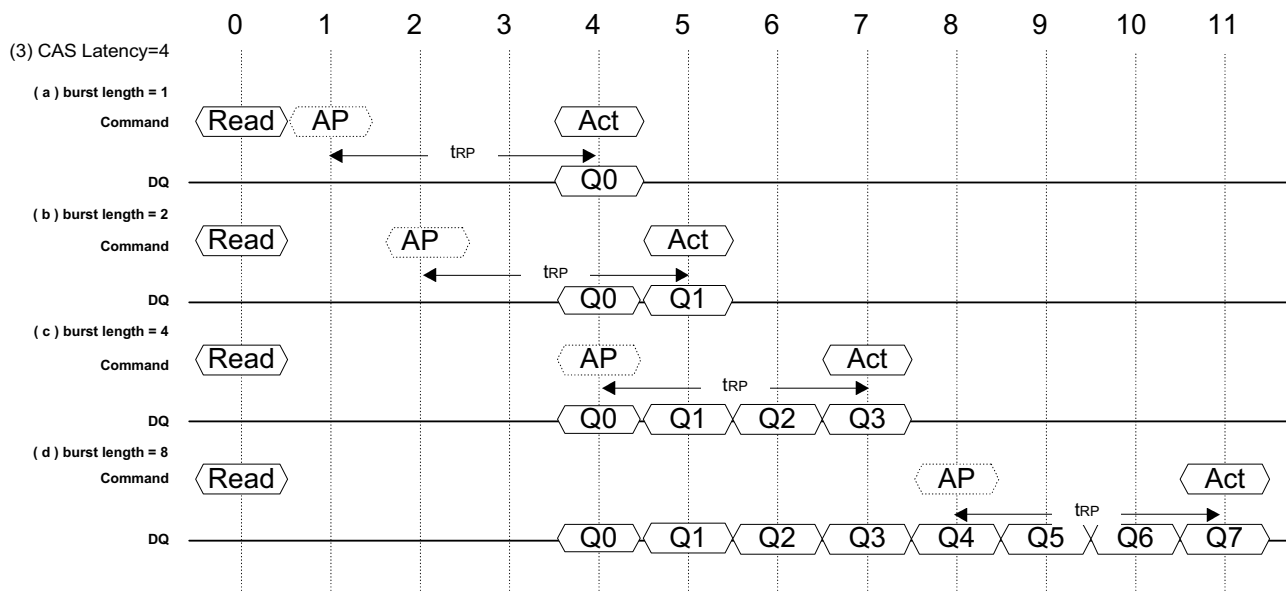 0 1 2 3 4 5 6 7 8 9 10 11
(3) CAS Latency=4
( a ) burst length = 1
Command Read AP Act
tRP
DQ Q0
( b ) burst length = 2
Command Read AP Act
tRP
DQ Q0 Q1
( c ) burst length = 4
Command Read AP Act
tRP
DQ Q0 Q1 Q2 Q3
( d ) burst length = 8
Command Read AP Act
tRP
DQ Q0 Q1 Q2 Q3 Q4 Q5 Q6 Q7